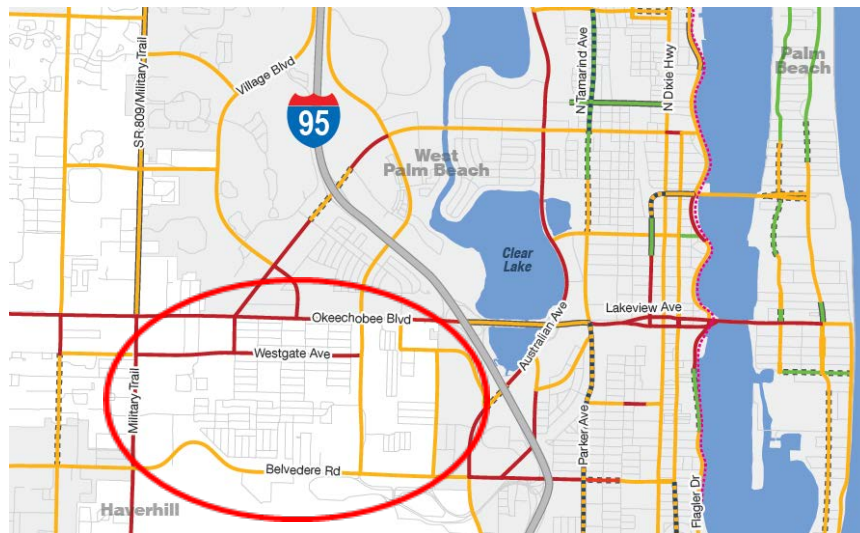 SR 809/Military Trail
Village Blvd
95
West
Palm Beach
N Tamarind Ave
N Dixie Hwy
Palm
Beach
Clear
Lake
Okeechobee Blvd
Lakeview Ave
Westgate Ave
Australian Ave
Military Trail
Parker Ave
Belvedere Rd
Flagler Dr
Haverhill